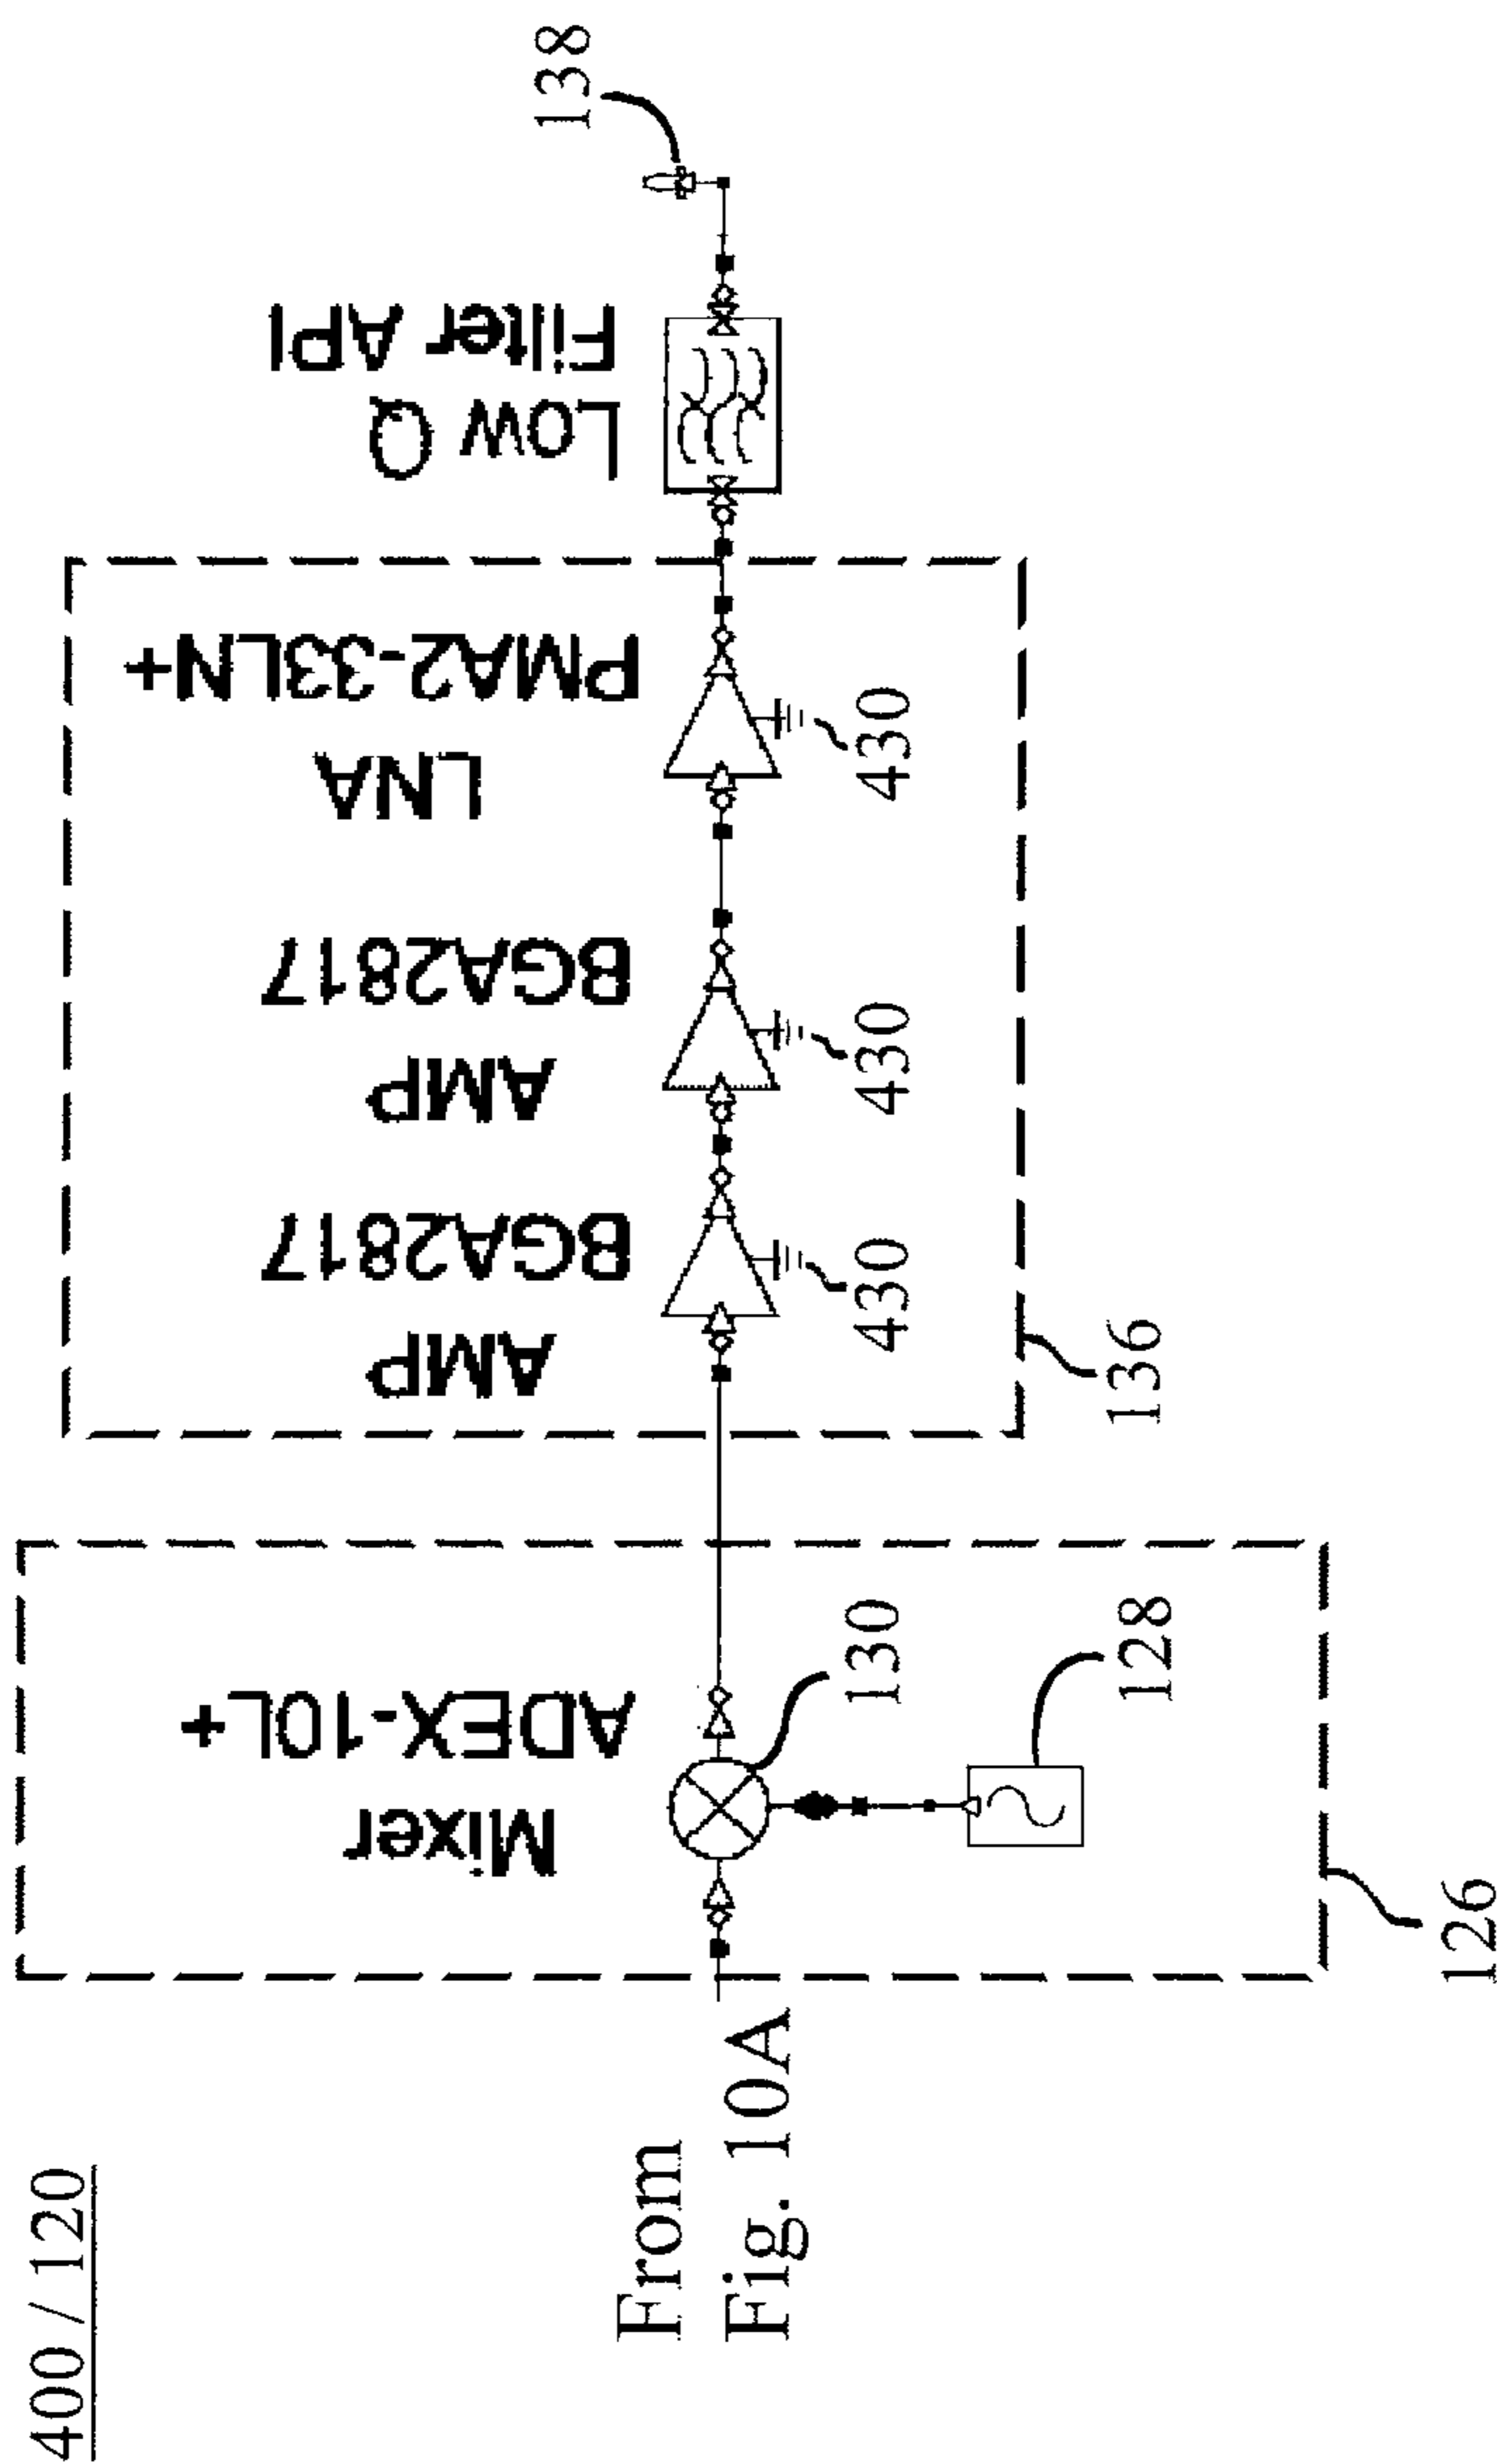 400 / 120
From
Fig. 10A
Mixer
ADEX-10L+
130
128
126
AMP
BGA2817
430
AMP
BGA2817
430
LNA
PMA2-33LN+
430
136
Low Q
Filter API
138